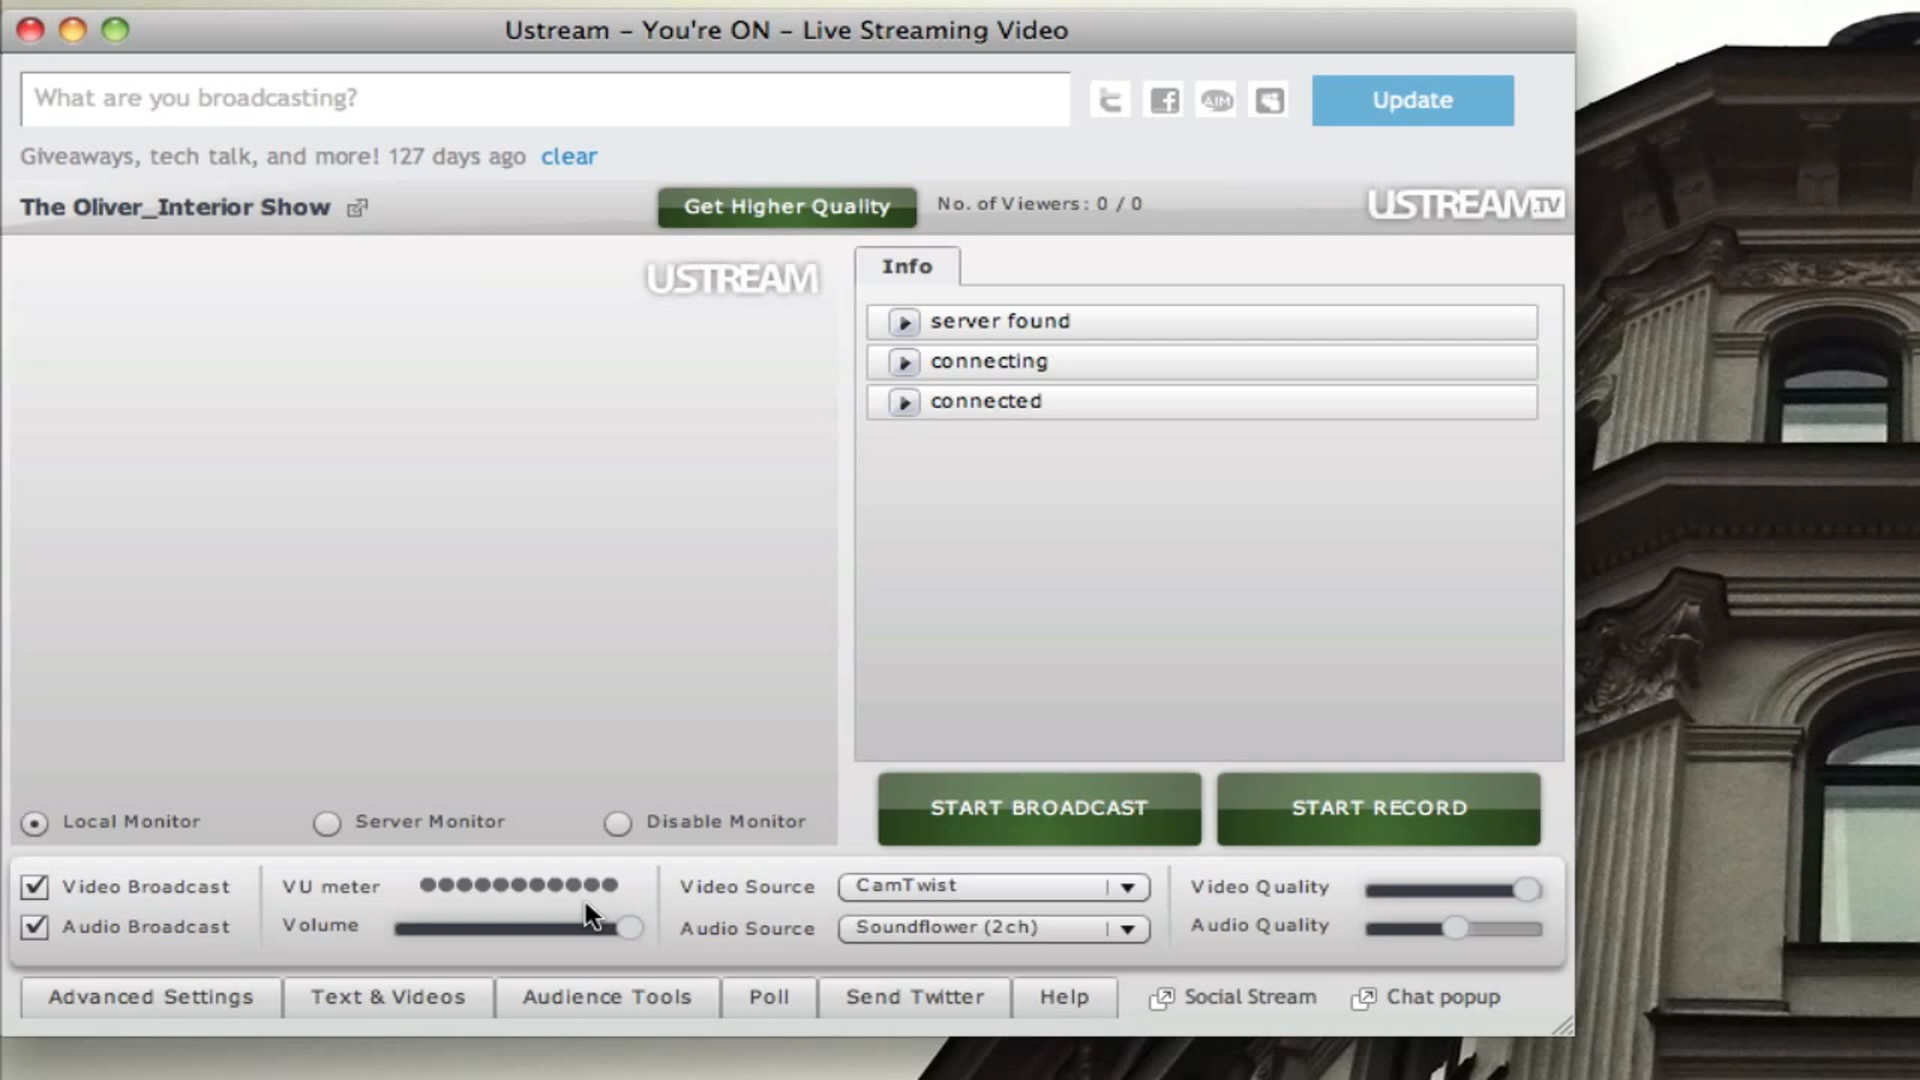 Ustream – You're ON – Live Streaming Video
What are you broadcasting?
AIM
Update
Giveaways, tech talk, and more! 127 days ago clear
The Oliver_Interior Show
Get Higher Quality
No. of Viewers: 0 / 0
USTREAM.TV
USTREAM
Info
server found
connecting
connected
START BROADCAST
START RECORD
Local Monitor
Server Monitor
Disable Monitor
Video Broadcast
VU meter
Video Source
CamTwist
Video Quality
Audio Broadcast
Volume
Audio Source
Soundflower (2ch)
Audio Quality
Advanced Settings
Text & Videos
Audience Tools
Poll
Send Twitter
Help
Social Stream
Chat popup